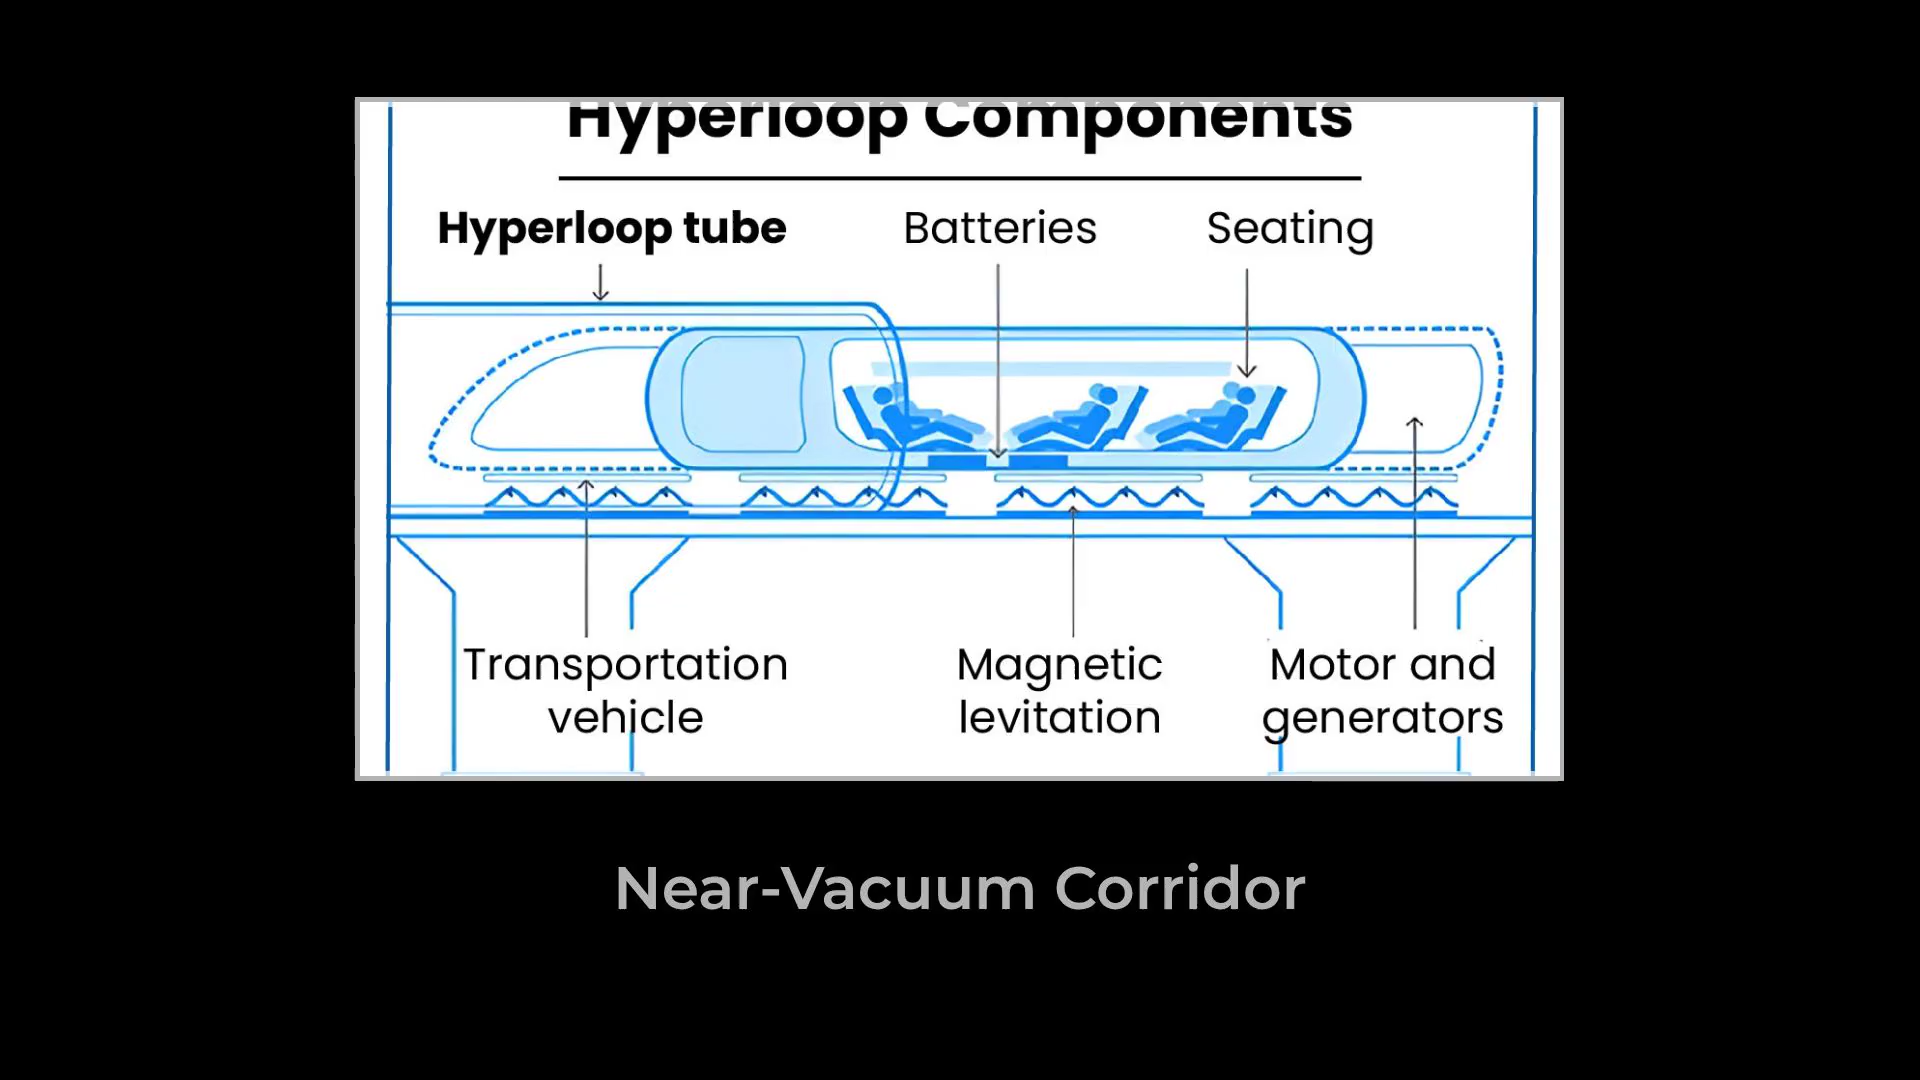 Hyperloop Components
Hyperloop tube
Batteries
Seating
Transportation
vehicle
Magnetic
levitation
Motor and
generators
Near-Vacuum Corridor